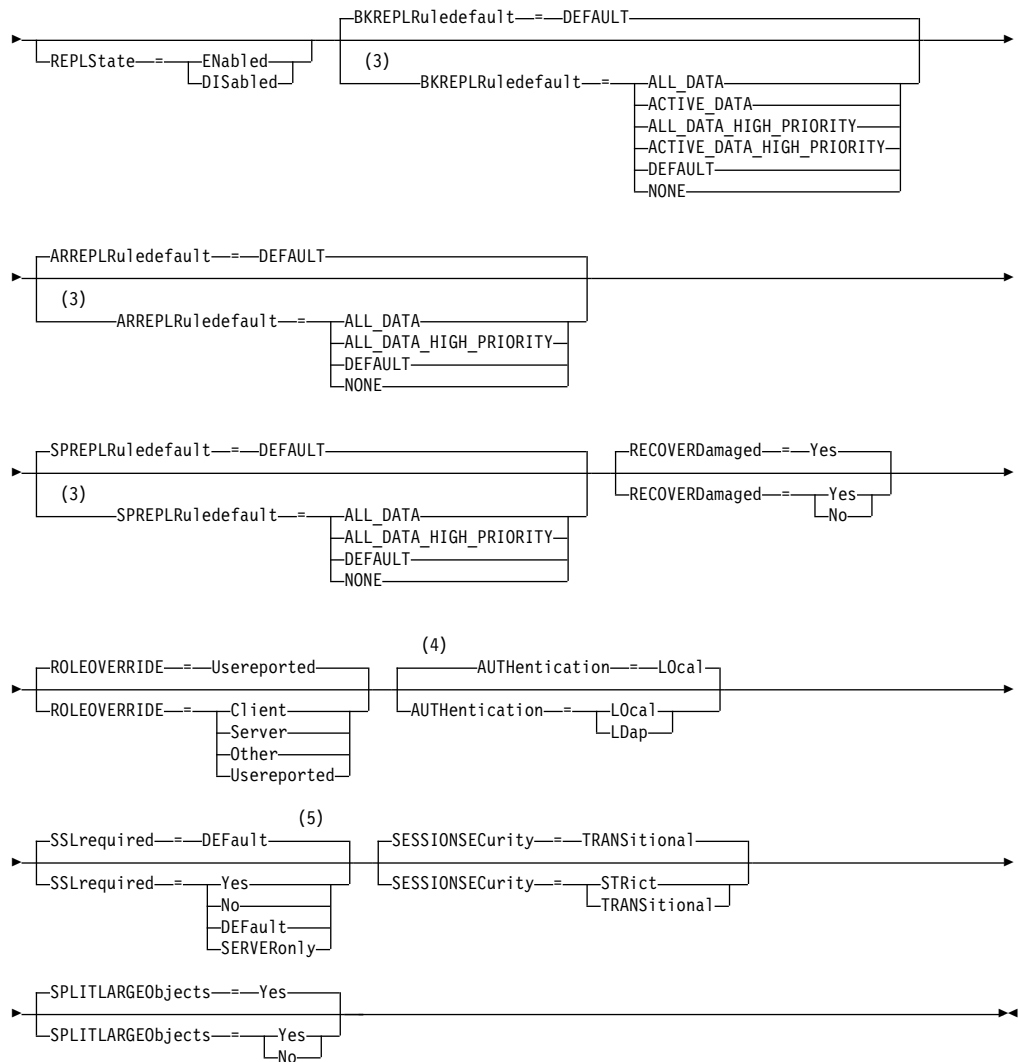 BKREPLRuledefault = DEFAULT
REPLState = ENabled
DISabled
(3)
BKREPLRuledefault = ALL_DATA
ACTIVE_DATA
ALL_DATA_HIGH_PRIORITY
ACTIVE_DATA_HIGH_PRIORITY
DEFAULT
NONE
ARREPLRuledefault = DEFAULT
(3)
ARREPLRuledefault = ALL_DATA
ALL_DATA_HIGH_PRIORITY
DEFAULT
NONE
SPREPLRuledefault = DEFAULT
(3)
SPREPLRuledefault = ALL_DATA
ALL_DATA_HIGH_PRIORITY
DEFAULT
NONE
RECOVERDamaged = Yes
RECOVERDamaged = Yes
No
ROLEOVERRIDE = Usereported
ROLEOVERRIDE = Client
Server
Other
Usereported
(4)
AUTHentication = LOcal
AUTHentication = LOcal
LDap
(5)
SSLrequired = DEFault
SSLrequired = Yes
No
DEFault
SERVERonly
SESSIONSECurity = TRANSitional
SESSIONSECurity = STRict
TRANSitional
SPLITLARGEObjects = Yes
SPLITLARGEObjects = Yes
No